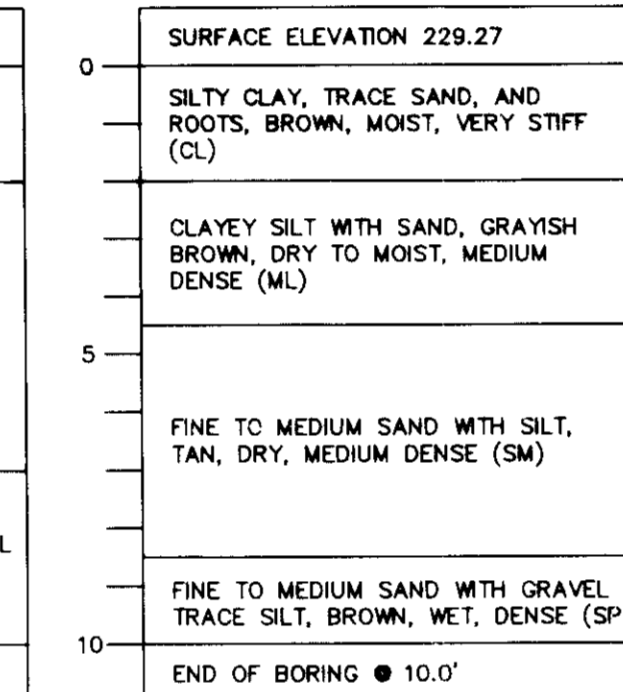 SURFACE ELEVATION 229.27
0
SILTY CLAY, TRACE SAND, AND
ROOTS, BROWN, MOIST, VERY STIFF
(CL)
CLAYEY SILT WITH SAND, GRAYISH
BROWN, DRY TO MOIST, MEDIUM
DENSE (ML)
5
FINE TO MEDIUM SAND WITH SILT,
TAN, DRY, MEDIUM DENSE (SM)
L
FINE TO MEDIUM SAND WITH GRAVEL
TRACE SILT, BROWN, WET, DENSE (SP
10
END OF BORING @ 10.0'